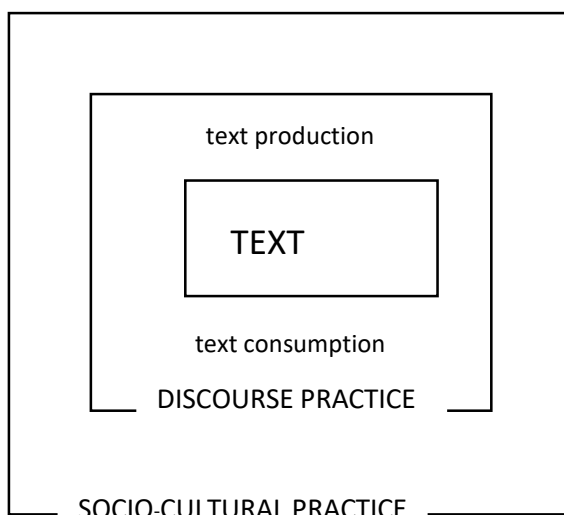 text production
TEXT
text consumption
DISCOURSE PRACTICE
SOCIO-CULTURAL PRACTICE